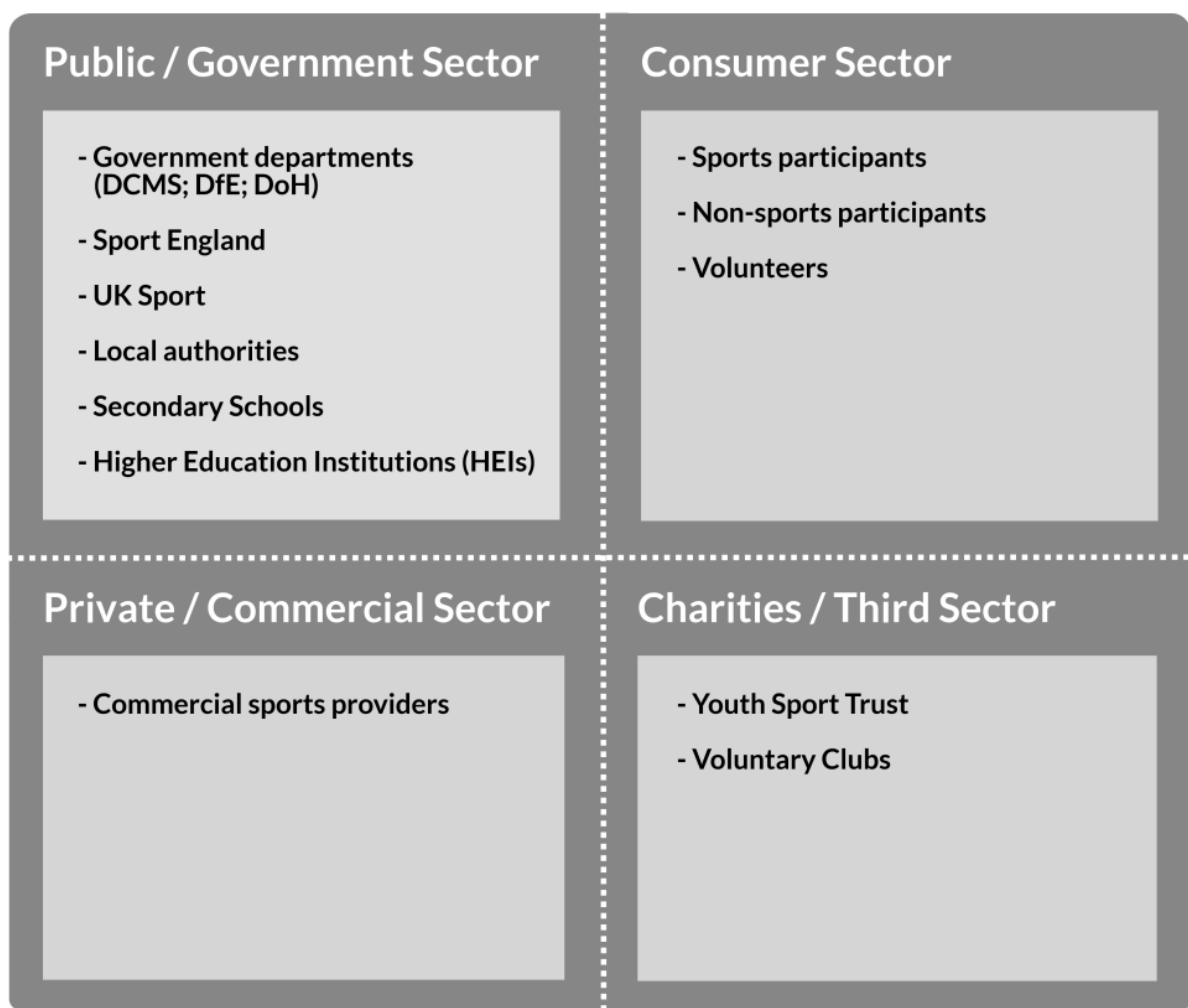 Public / Government Sector
- Government departments
(DCMS; DfE; DoH)
- Sport England
- UK Sport
- Local authorities
- Secondary Schools
- Higher Education Institutions (HEIs)
Consumer Sector
- Sports participants
- Non-sports participants
- Volunteers
Private / Commercial Sector
- Commercial sports providers
Charities / Third Sector
- Youth Sport Trust
- Voluntary Clubs